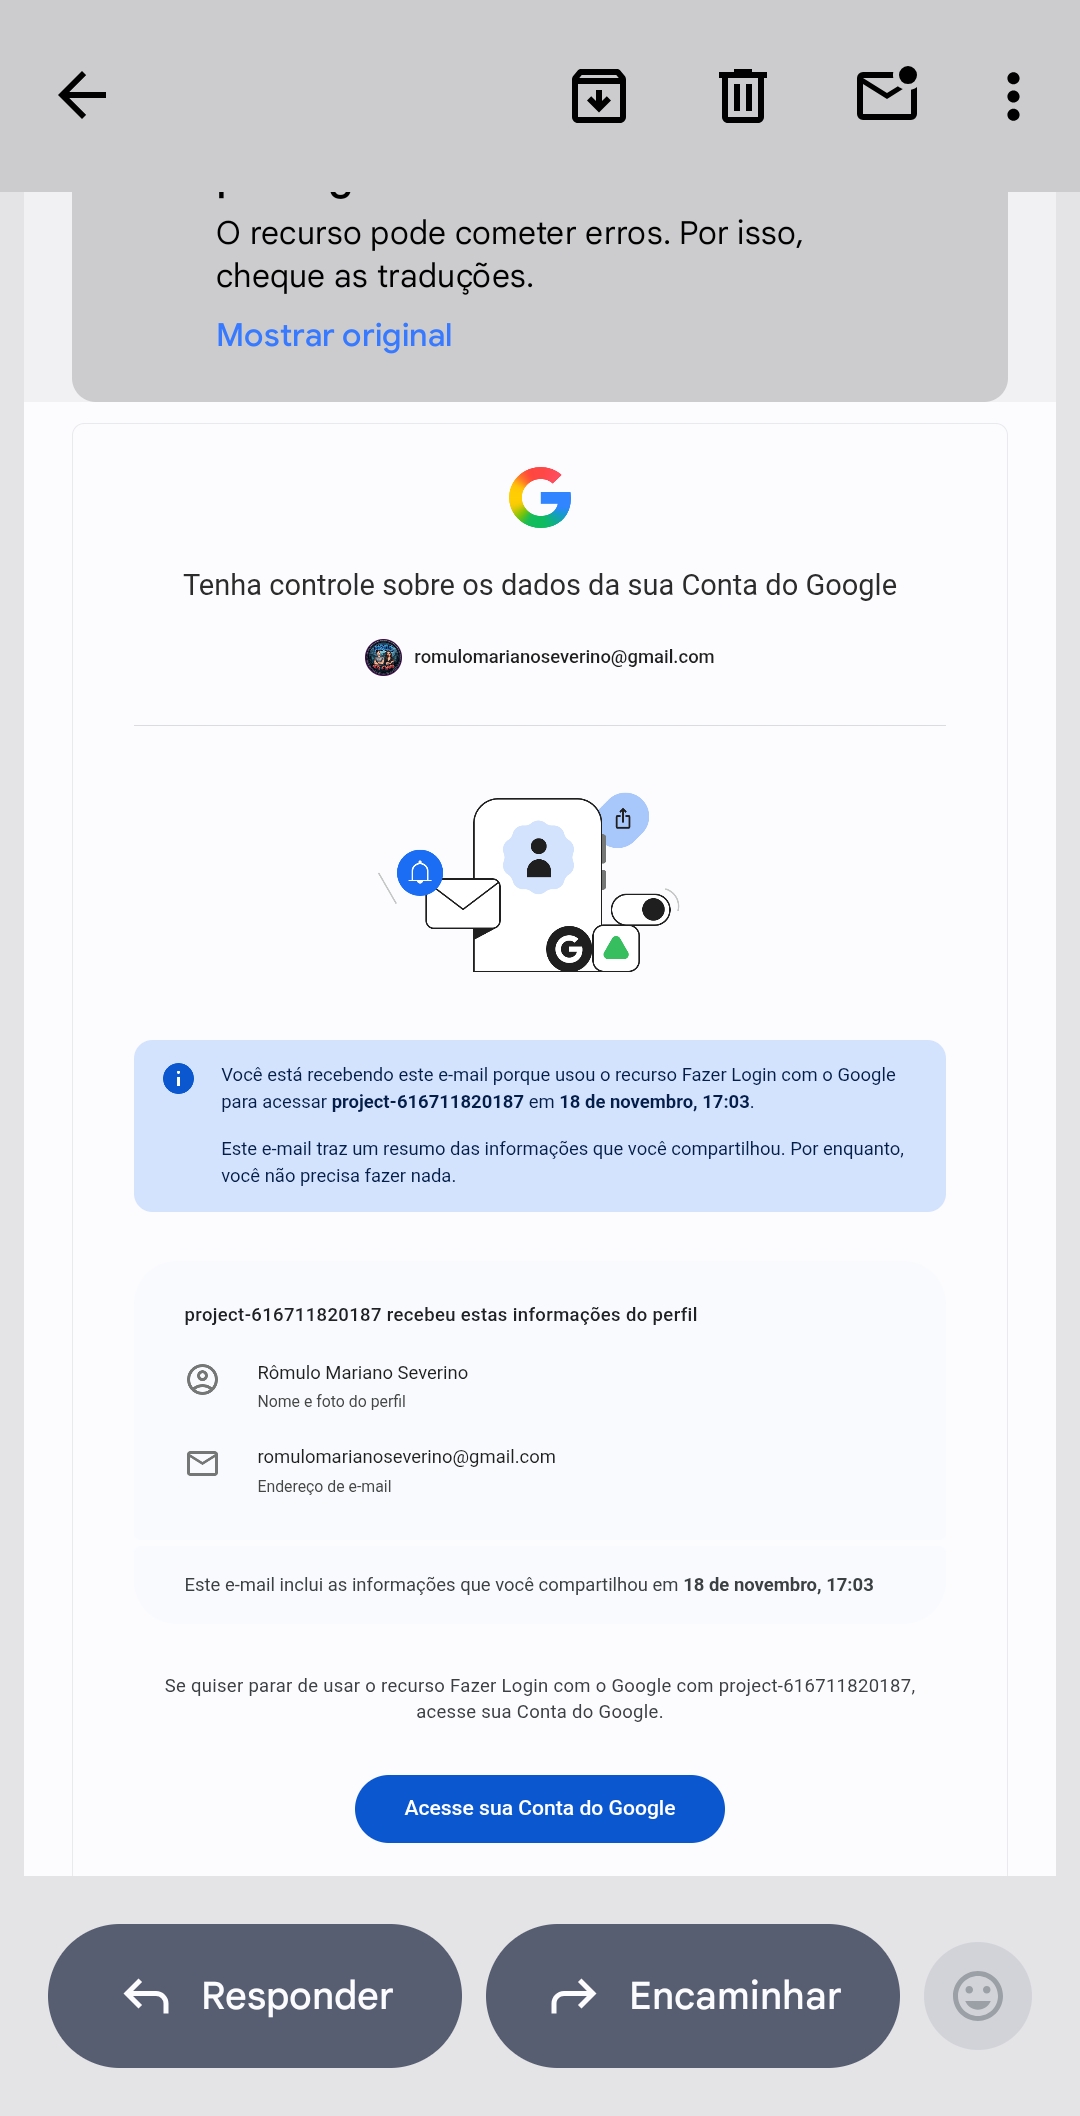 O recurso pode cometer erros. Por isso,
cheque as traduções.
Mostrar original
Tenha controle sobre os dados da sua Conta do Google
romulomarianoseverino@gmail.com
Você está recebendo este e-mail porque usou o recurso Fazer Login com o Google
para acessar project-616711820187 em 18 de novembro, 17:03.
Este e-mail traz um resumo das informações que você compartilhou. Por enquanto,
você não precisa fazer nada.
project-616711820187 recebeu estas informações do perfil
Rômulo Mariano Severino
Nome e foto do perfil
romulomarianoseverino@gmail.com
Endereço de e-mail
Este e-mail inclui as informações que você compartilhou em 18 de novembro, 17:03
Se quiser parar de usar o recurso Fazer Login com o Google com project-616711820187,
acesse sua Conta do Google.
Acesse sua Conta do Google
Responder
Encaminhar